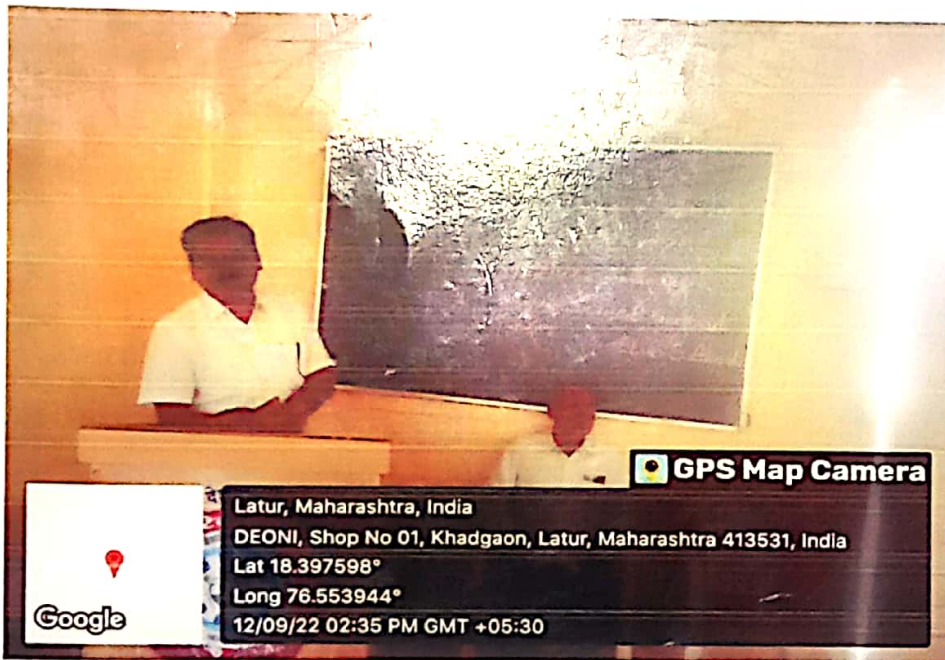 GPS Map Camera
Latur, Maharashtra, India
DEONI, Shop No 01, Khadgaon, Latur, Maharashtra 413531, India
Lat 18.397598°
Long 76.553944°
12/09/22 02:35 PM GMT +05:30
Google